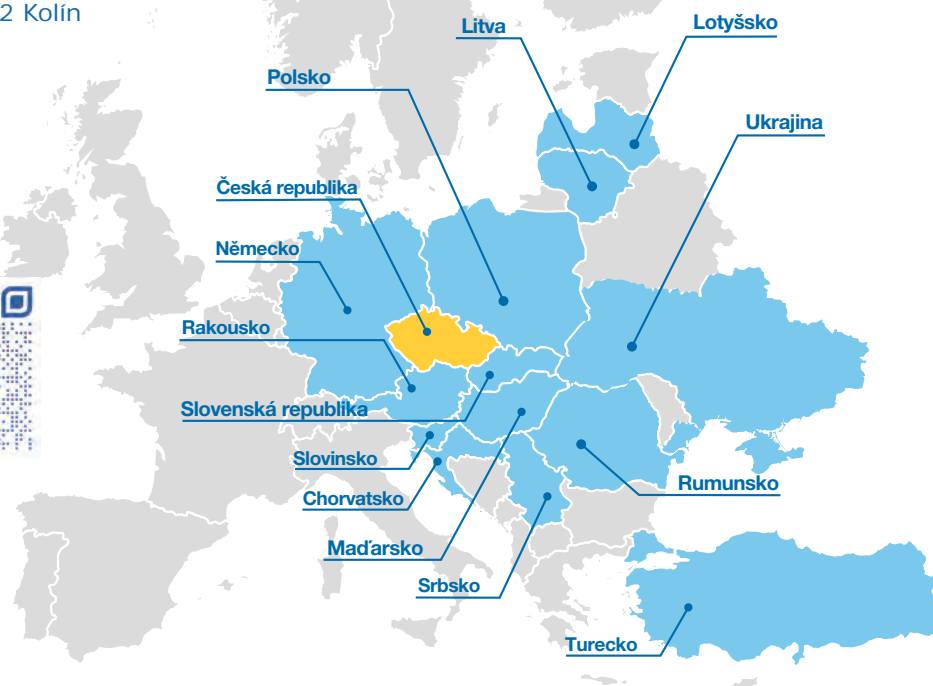 2 Kolín
Litva
Lotyšsko
Polsko
Ukrajina
Česká republika
Německo
Rakousko
Slovenská republika
Slovinsko
Chorvatsko
Rumunsko
Maďarsko
Srbsko
Turecko